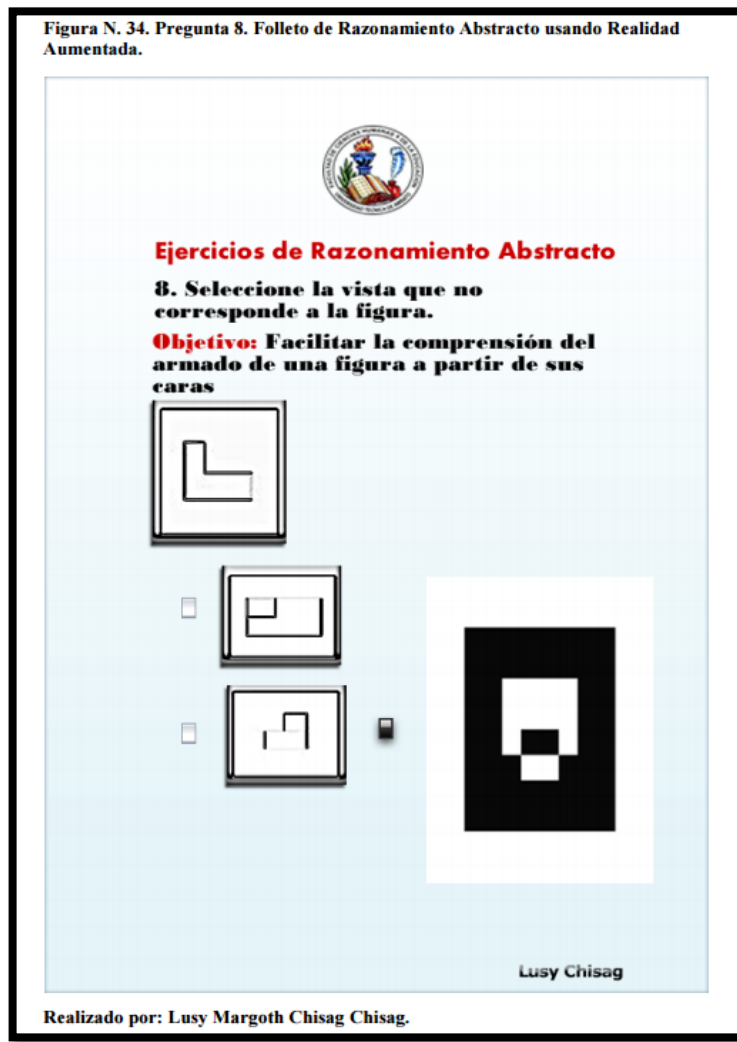 Figura N. 34. Pregunta 8. Folleto de Razonamiento Abstracto usando Realidad
Aumentada.
Ejercicios de Razonamiento Abstracto
8. Seleccione la vista que no
corresponde a la figura.
Objetivo: Facilitar la comprensión del
armado de una figura a partir de sus
caras
Lusy Chisag
Realizado por: Lusy Margoth Chisag Chisag.